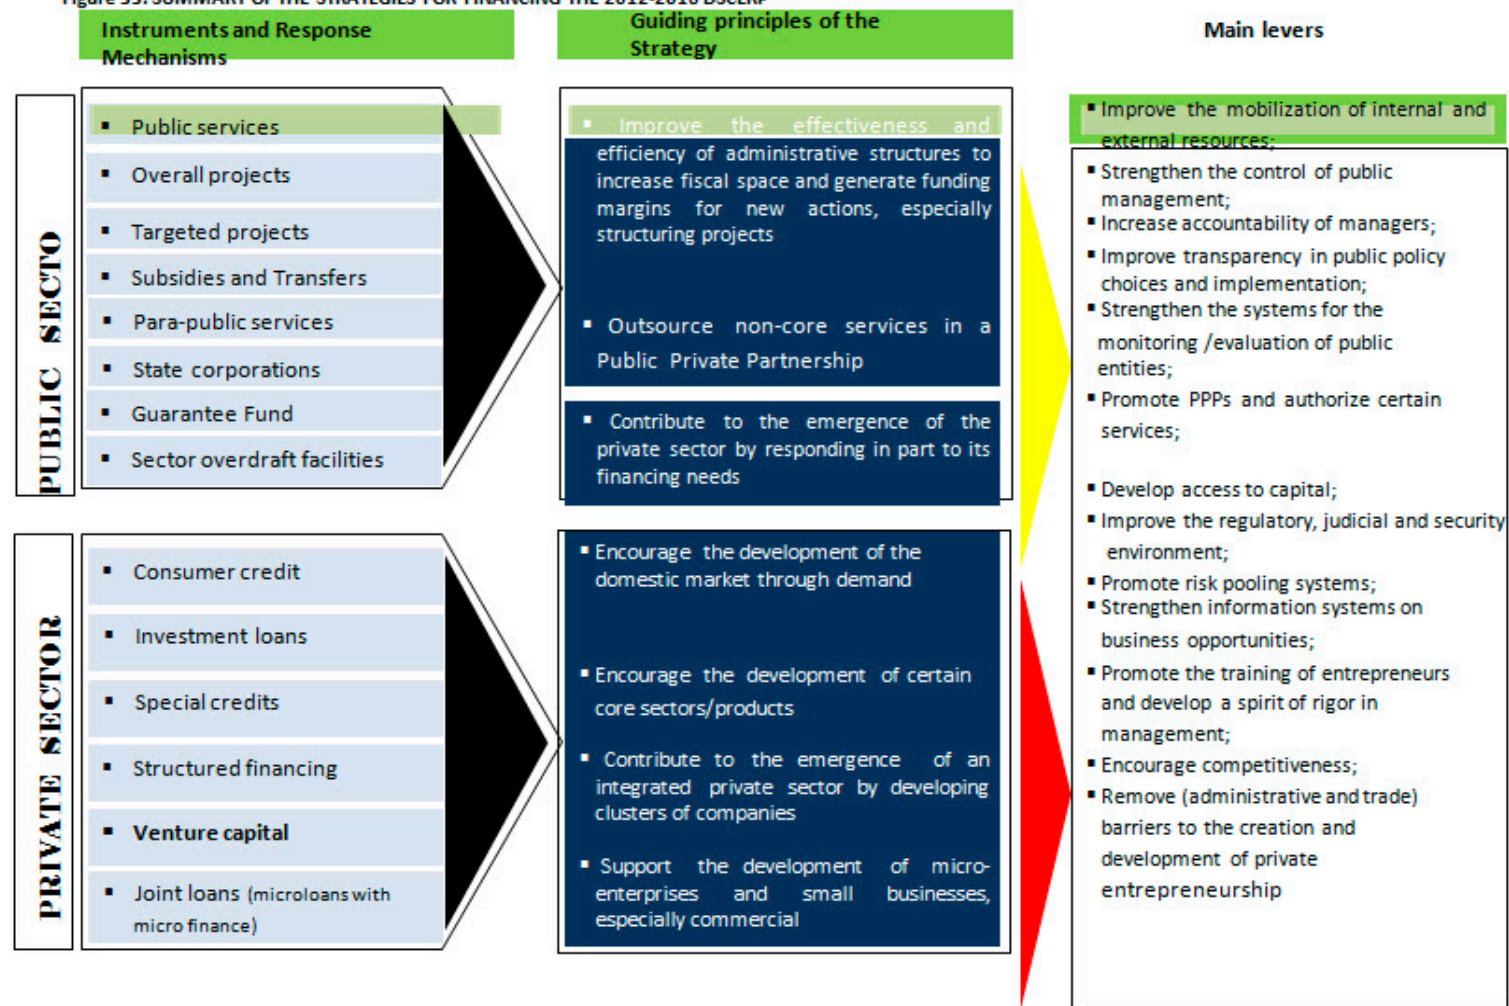 Figure 33: SUMMARY OF THE STRATEGIES FOR FINANCING THE 2012-2016 DSCERP
Instruments and Response
Mechanisms
Guiding principles of the
Strategy
Main levers
PUBLIC SECTO
▪ Public services
▪ Overall projects
▪ Targeted projects
▪ Subsidies and Transfers
▪ Para-public services
▪ State corporations
▪ Guarantee Fund
▪ Sector overdraft facilities
▪ Improve the effectiveness and
efficiency of administrative structures to
increase fiscal space and generate funding
margins for new actions, especially
structuring projects
▪ Outsource non-core services in a
Public Private Partnership
▪ Contribute to the emergence of the
private sector by responding in part to its
financing needs
PRIVATE SECTOR
▪ Consumer credit
▪ Investment loans
▪ Special credits
▪ Structured financing
▪ Venture capital
▪ Joint loans (microloans with
micro finance)
▪ Encourage the development of the
domestic market through demand
▪ Encourage the development of certain
core sectors/products
▪ Contribute to the emergence of an
integrated private sector by developing
clusters of companies
▪ Support the development of micro-
enterprises and small businesses,
especially commercial
▪ Improve the mobilization of internal and
external resources;
▪ Strengthen the control of public
management;
▪ Increase accountability of managers;
▪ Improve transparency in public policy
choices and implementation;
▪ Strengthen the systems for the
monitoring /evaluation of public
entities;
▪ Promote PPPs and authorize certain
services;
▪ Develop access to capital;
▪ Improve the regulatory, judicial and security
environment;
▪ Promote risk pooling systems;
▪ Strengthen information systems on
business opportunities;
▪ Promote the training of entrepreneurs
and develop a spirit of rigor in
management;
▪ Encourage competitiveness;
▪ Remove (administrative and trade)
barriers to the creation and
development of private
entrepreneurship